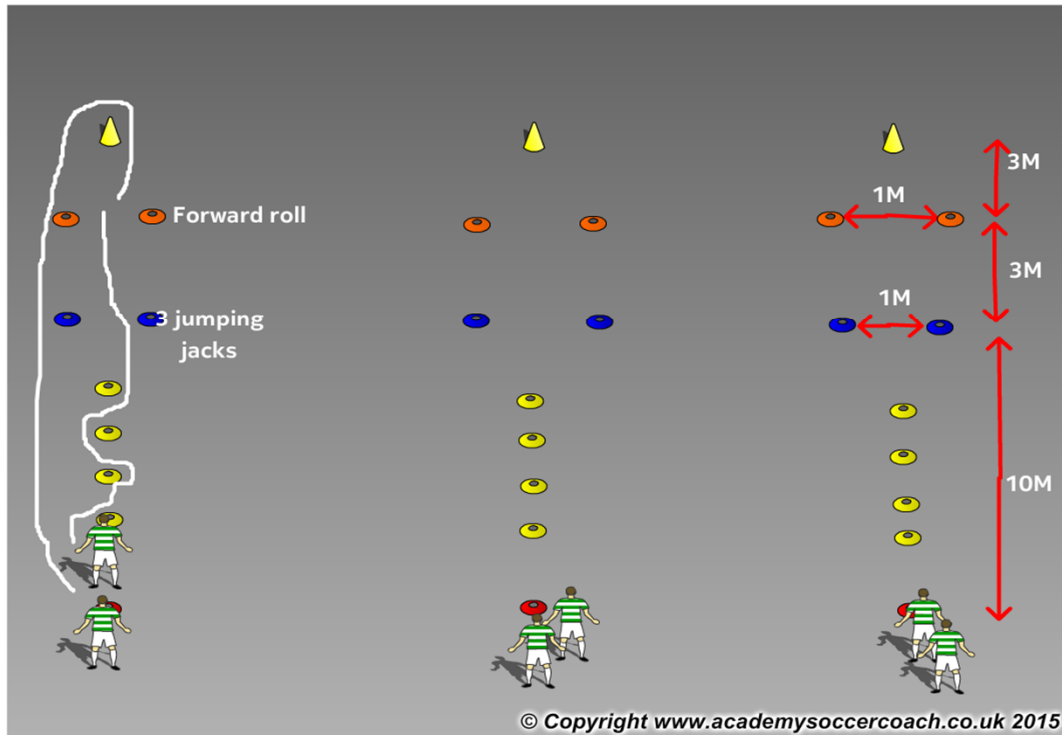 3M
1M
Forward roll
3M
1M
3 jumping
jacks
10M
© Copyright www.academysoccercoach.co.uk 2015